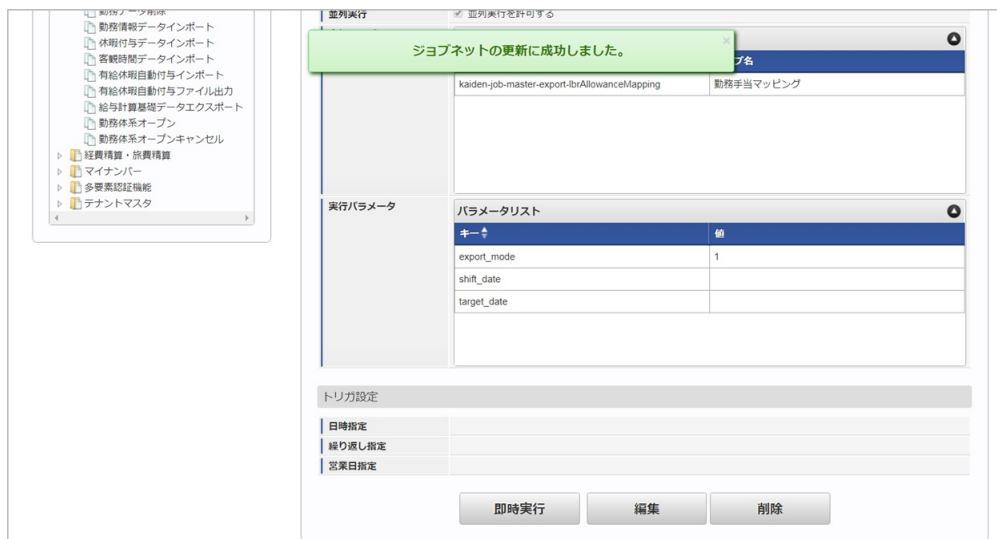 勤務データ削除
勤務情報データインポート
休暇付与データインポート
客観時間データインポート
有給休暇自動付与インポート
有給休暇自動付与ファイル出力
給与計算基礎データエクスポート
勤務体系オープン
勤務体系オープンキャンセル
経費精算・旅費精算
マイナンバー
多要素認証機能
テナントマスタ
並列実行
並列実行を許可する
ジョブネットの更新に成功しました。
×
ブ名
kaiden-job-master-export-lbrAllowanceMapping 勤務手当マッピング
実行パラメータ
パラメータリスト
キー 値
export_mode 1
shift_date
target_date
トリガ設定
日時指定
繰り返し指定
営業日指定
即時実行 編集 削除